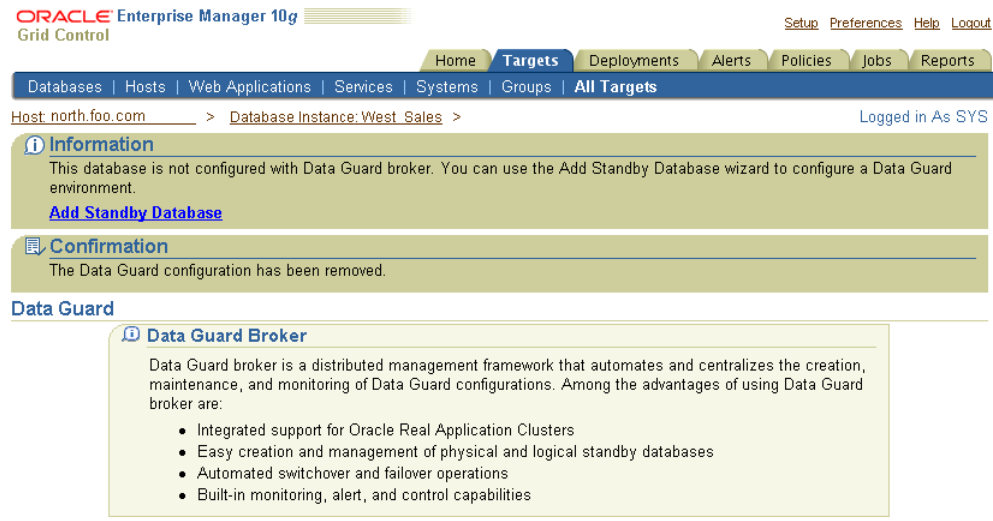 ORACLE Enterprise Manager 10g
Grid Control
Setup Preferences Help Logout
Home Targets Deployments Alerts Policies Jobs Reports
Databases | Hosts | Web Applications | Services | Systems | Groups | All Targets
Host: north.foo.com > Database Instance: West_Sales >
Logged in As SYS
Information
This database is not configured with Data Guard broker. You can use the Add Standby Database wizard to configure a Data Guard
environment.
Add Standby Database
Confirmation
The Data Guard configuration has been removed.
Data Guard
Data Guard Broker
Data Guard broker is a distributed management framework that automates and centralizes the creation,
maintenance, and monitoring of Data Guard configurations. Among the advantages of using Data Guard
broker are:
• Integrated support for Oracle Real Application Clusters
• Easy creation and management of physical and logical standby databases
• Automated switchover and failover operations
• Built-in monitoring, alert, and control capabilities